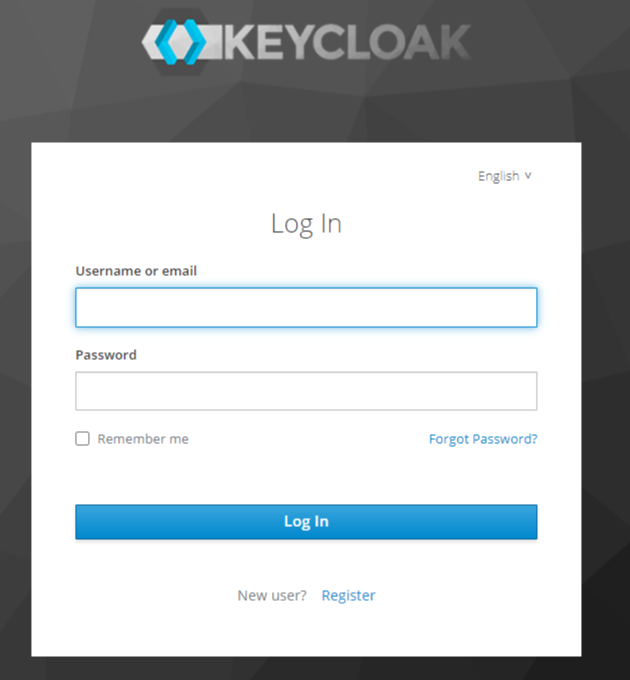 KEYCLOAK
English v
Log In
Username or email
Password
Remember me Forgot Password?
Log In
New user? Register